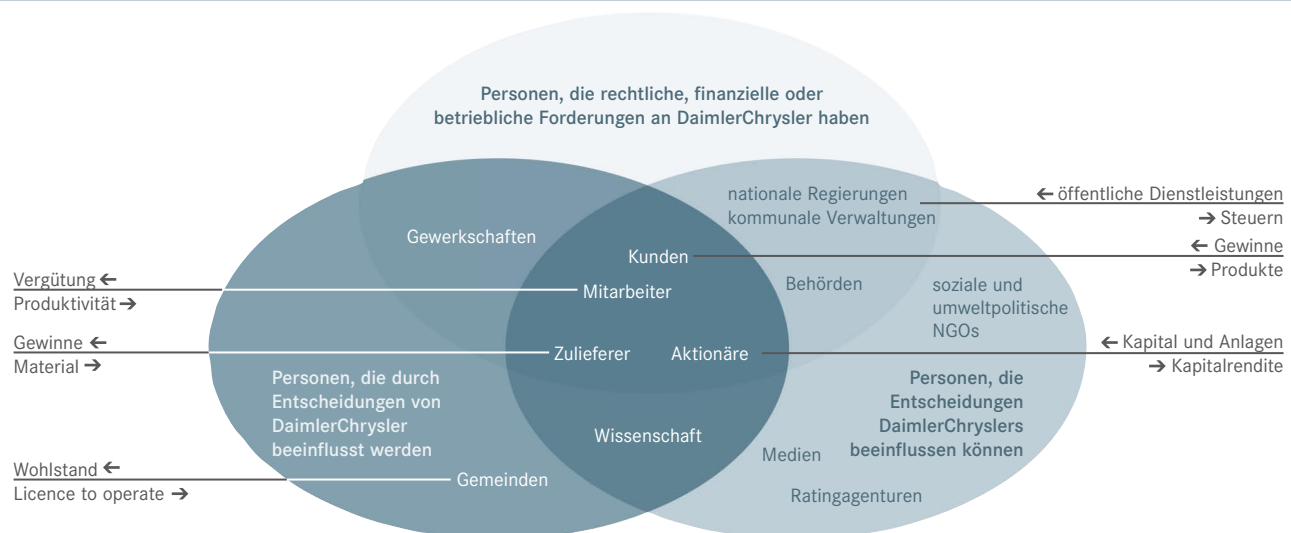 Personen, die rechtliche, finanzielle oder
betriebliche Forderungen an DaimlerChrysler haben
nationale Regierungen
kommunale Verwaltungen
← öffentliche Dienstleistungen
→ Steuern
Gewerkschaften
Kunden
← Gewinne
→ Produkte
Vergütung ←
Produktivität →
Mitarbeiter
Behörden
soziale und
umweltpolitische
NGOs
Gewinne ←
Material →
Zulieferer
Aktionäre
← Kapital und Anlagen
→ Kapitalrendite
Personen, die durch
Entscheidungen von
DaimlerChrysler
beeinflusst werden
Personen, die
Entscheidungen
DaimlerChryslers
beeinflussen können
Wissenschaft
Medien
Wohlstand ←
Licence to operate →
Gemeinden
Ratingagenturen